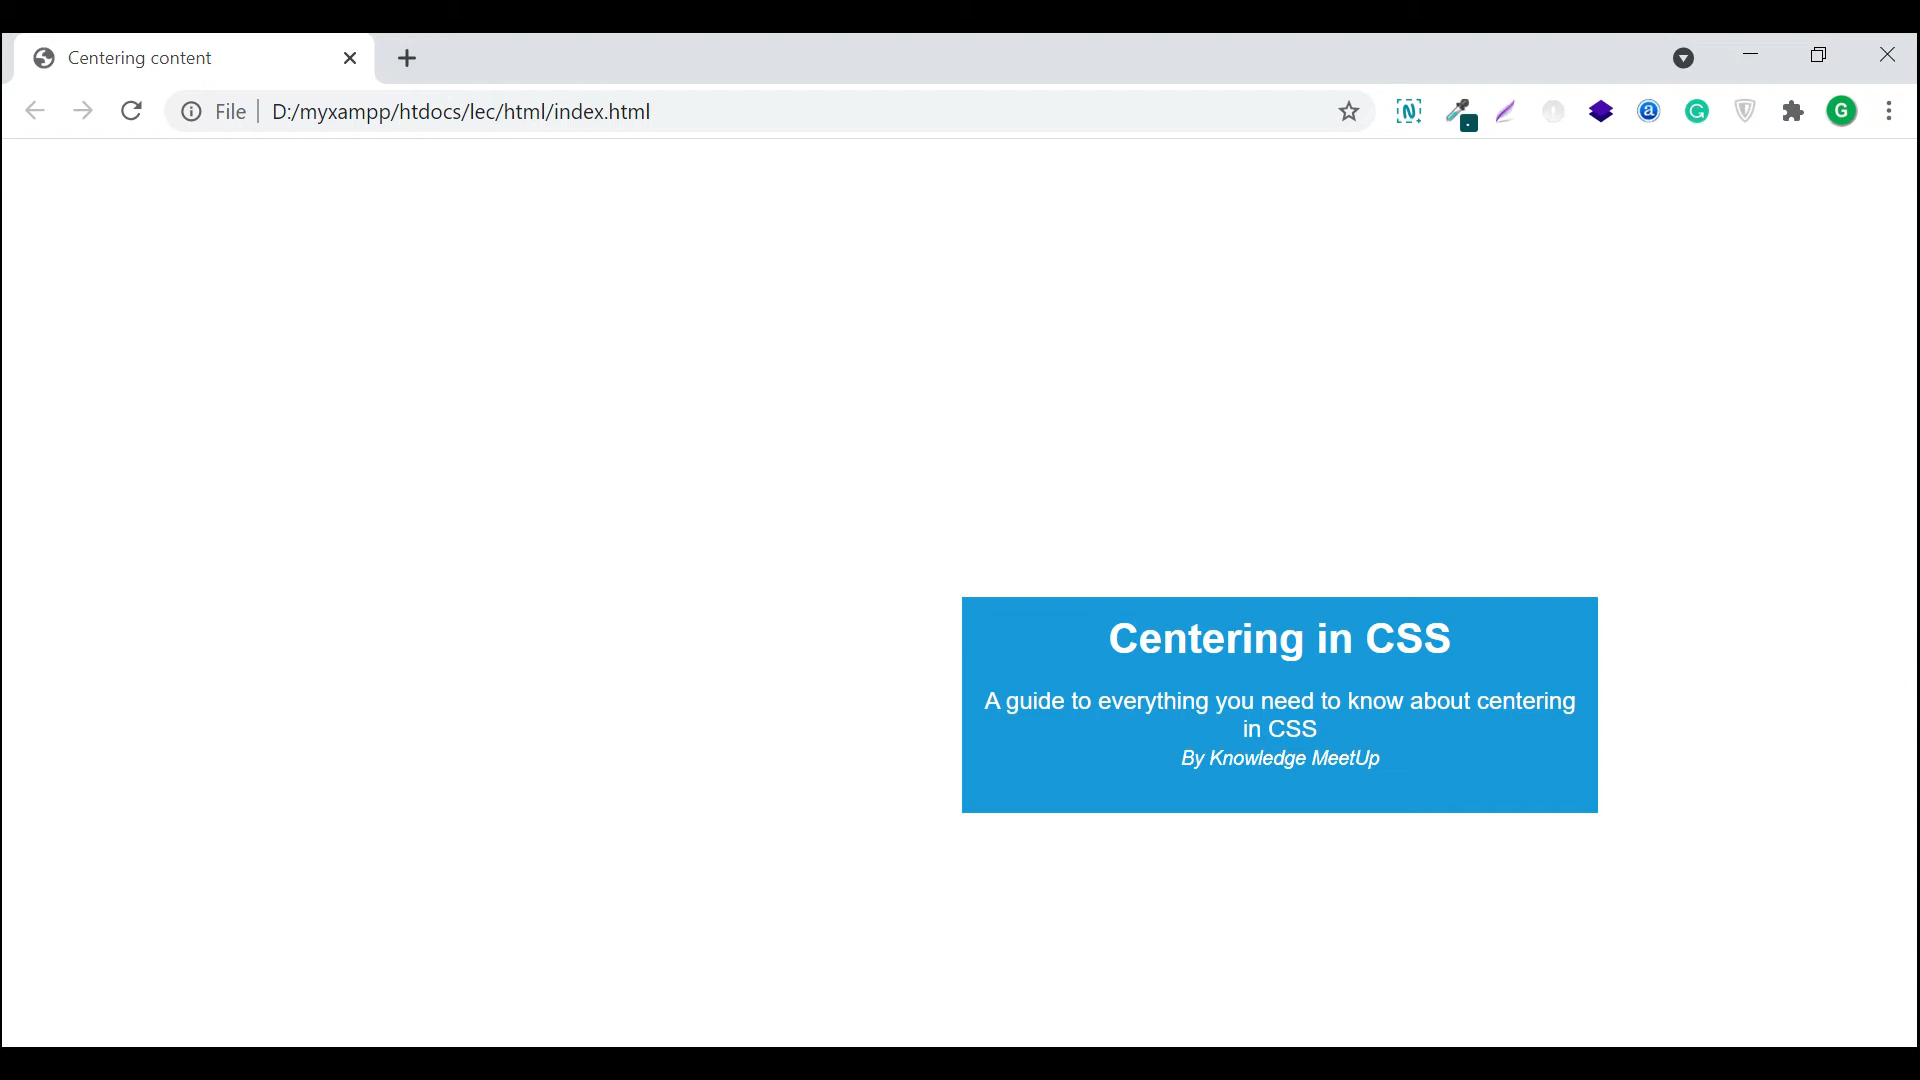 Centering content
File D:/myxampp/htdocs/lec/html/index.html
G
Centering in CSS
A guide to everything you need to know about centering
in CSS
By Knowledge MeetUp